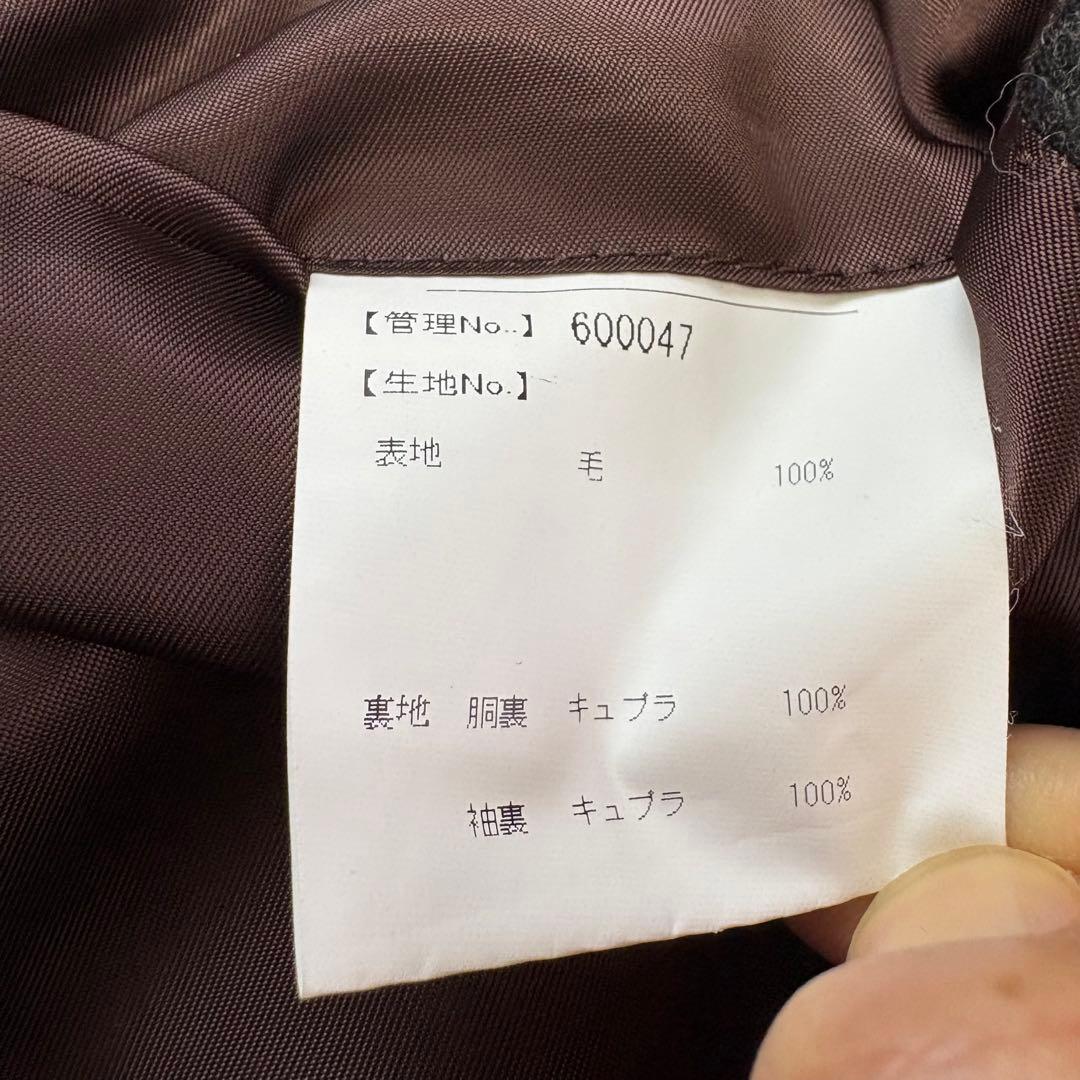 【管理No.】 600047
【生地No.】
表地 毛 100%
裏地 胴裏 キュプラ 100%
袖裏 キュプラ 100%